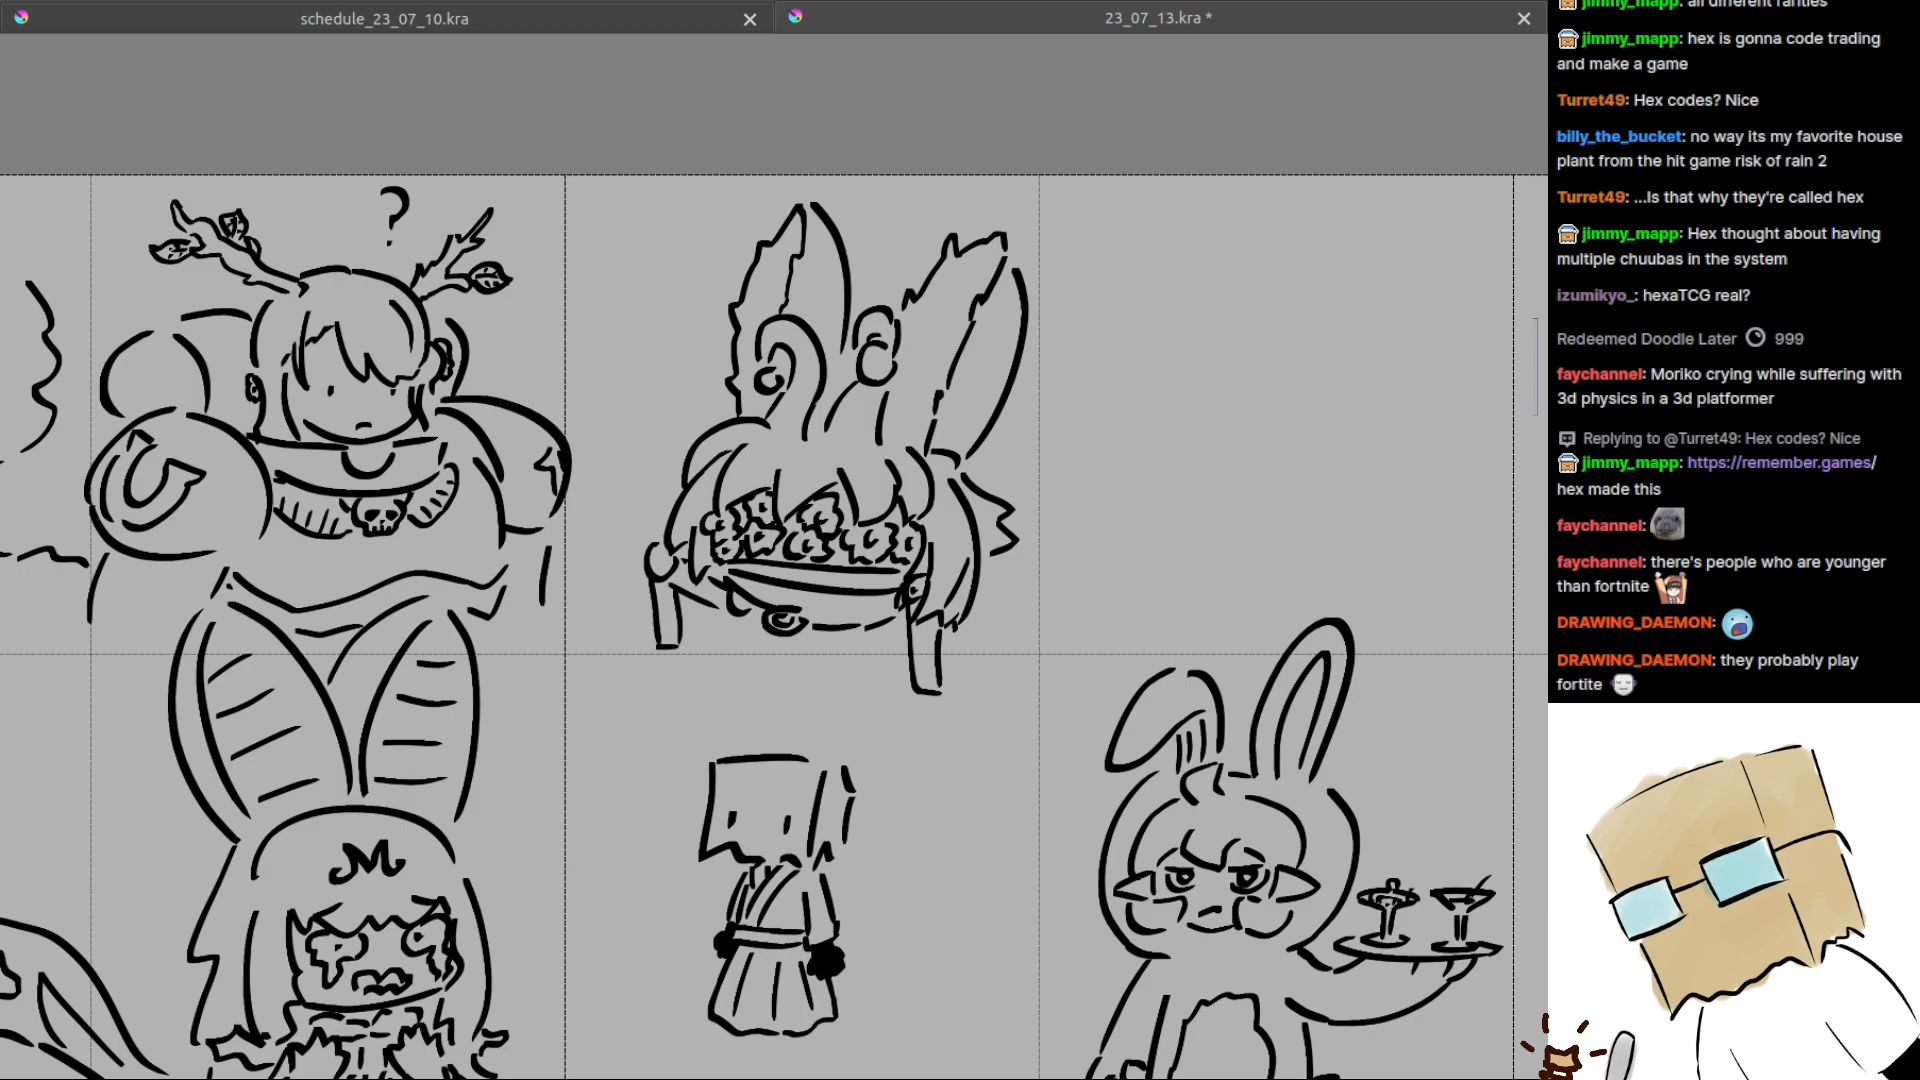 schedule_23_07_10.kra
23_07_13.kra *
jimmy_mapp: all different rarities
jimmy_mapp: hex is gonna code trading
and make a game
Turret49: Hex codes? Nice
billy_the_bucket: no way its my favorite house
plant from the hit game risk of rain 2
Turret49: ...Is that why they're called hex
jimmy_mapp: Hex thought about having
multiple chuubas in the system
izumikyo_: hexaTCG real?
Redeemed Doodle Later 999
faychannel: Moriko crying while suffering with
3d physics in a 3d platformer
Replying to @Turret49: Hex codes? Nice
jimmy_mapp: https://remember.games/
hex made this
faychannel:
faychannel: there's people who are younger
than fortnite
DRAWING_DAEMON:
DRAWING_DAEMON: they probably play
fortite
?
M